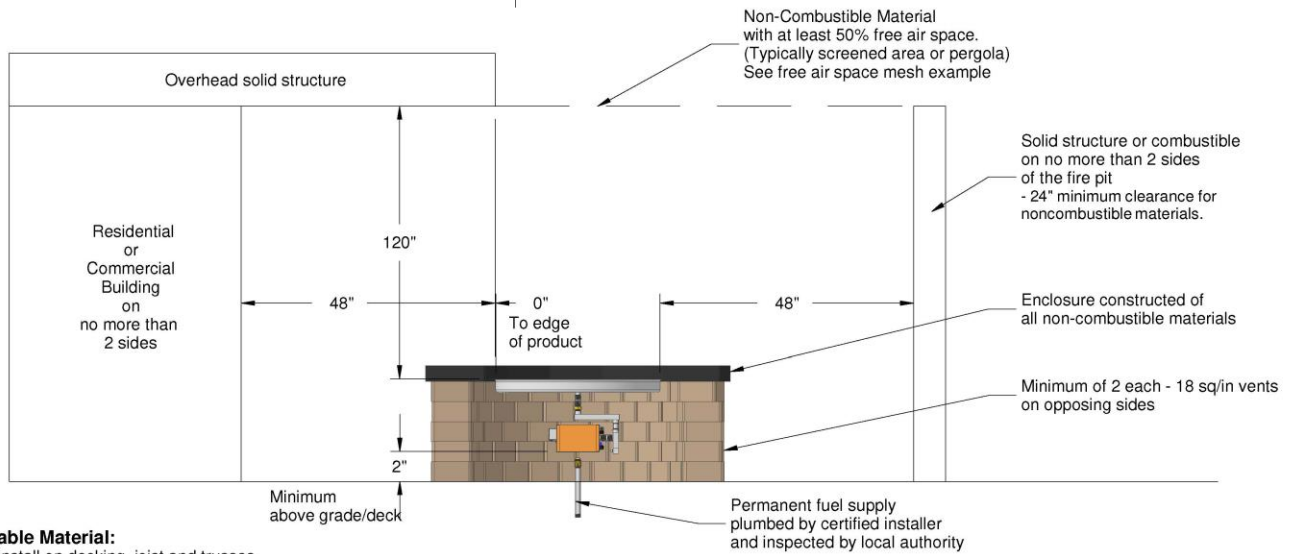 Non-Combustible Material
with at least 50% free air space.
(Typically screened area or pergola)
See free air space mesh example
Overhead solid structure
Solid structure or combustible
on no more than 2 sides
of the fire pit
- 24" minimum clearance for
noncombustible materials.
Residential
or
Commercial
Building
on
no more than
2 sides
120"
48"
0"
To edge
of product
48"
Enclosure constructed of
all non-combustible materials
Minimum of 2 each - 18 sq/in vents
on opposing sides
2"
Minimum
above grade/deck
Permanent fuel supply
plumbed by certified installer
and inspected by local authority
able Material: